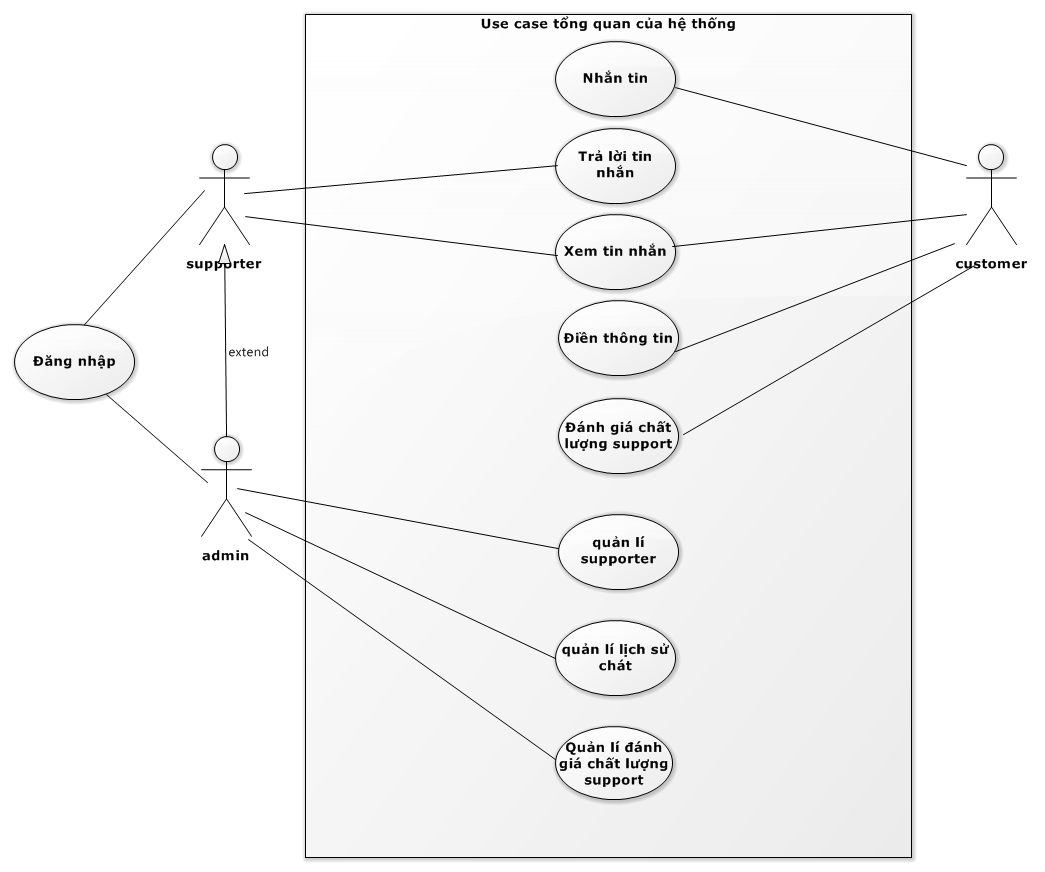 Use case tổng quan của hệ thống
Nhắn tin
Trả lời tin
nhắn
Xem tin nhắn
Điền thông tin
Đánh giá chất
lượng support
quản lí
supporter
quản lí lịch sử
chát
Quản lí đánh
giá chất lượng
support
supporter
customer
Đăng nhập
extend
admin